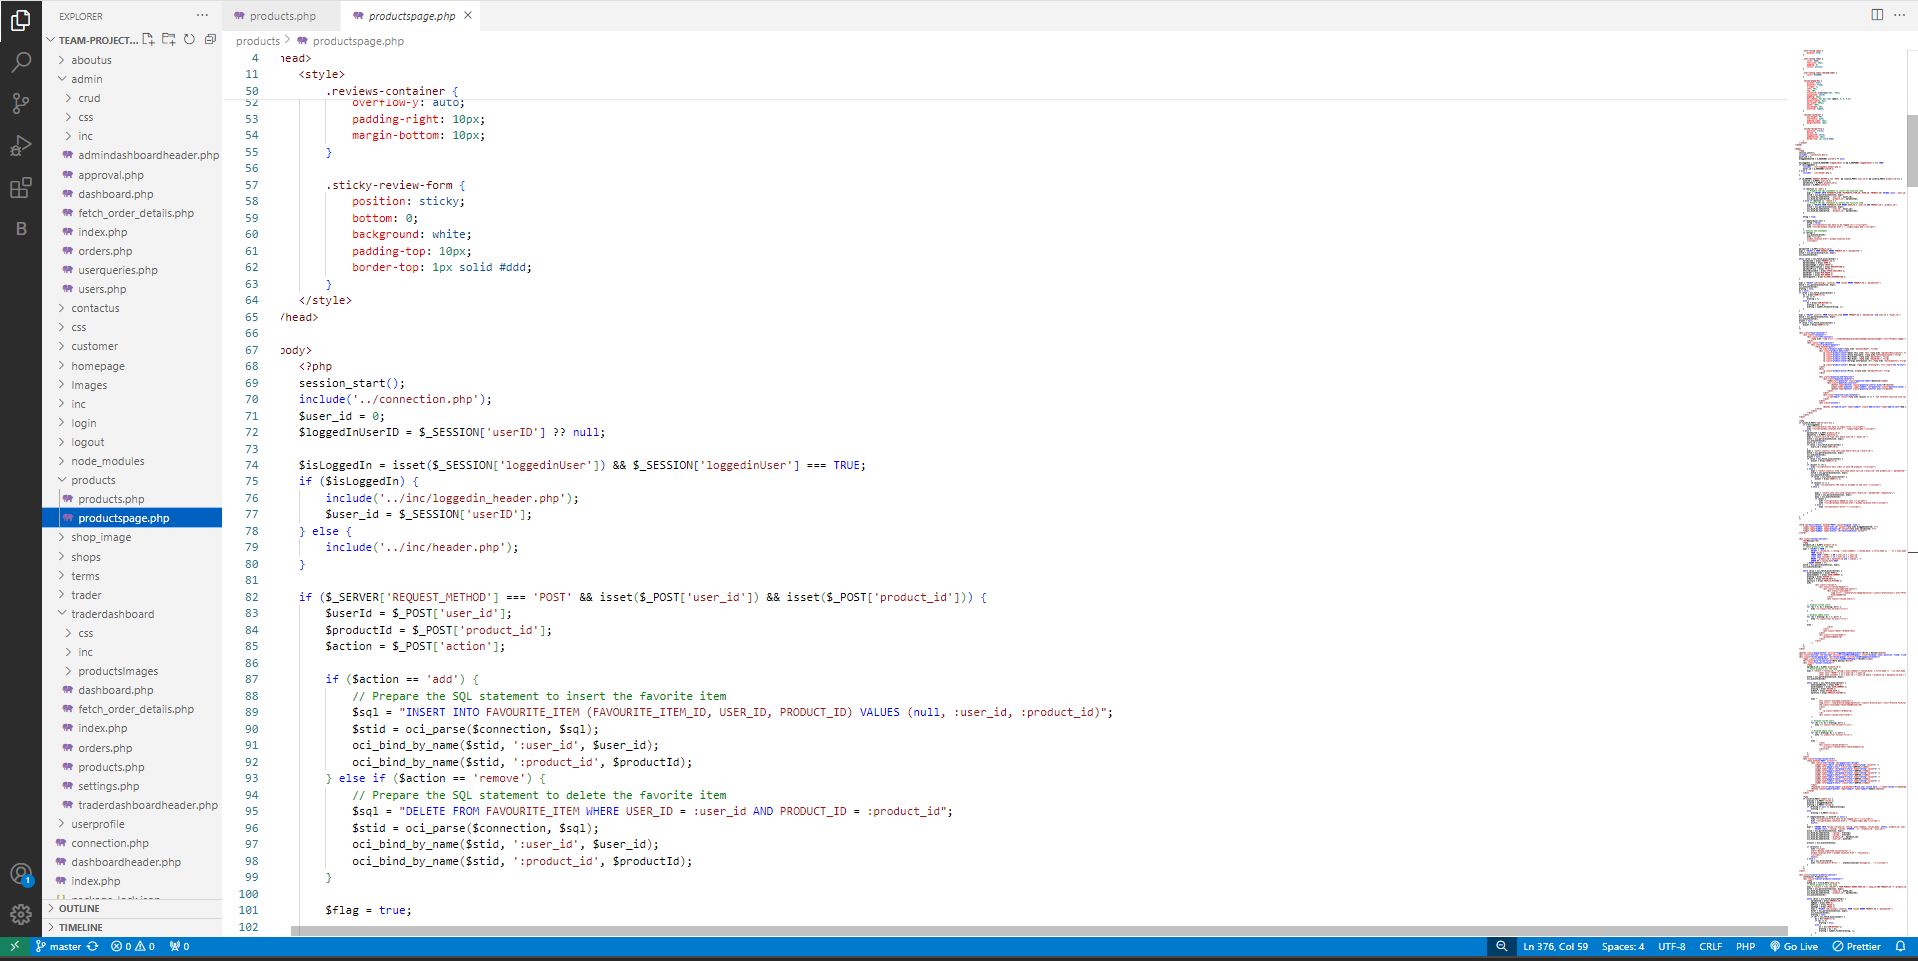 EXPLORER
products.php
productspage.php
TEAM-PROJECT...
products > productspage.php
aboutus
admin
crud
css
inc
admindashboardheader.php
approval.php
dashboard.php
fetch_order_details.php
index.php
orders.php
userqueries.php
users.php
contactus
css
customer
homepage
Images
inc
login
logout
node_modules
products
products.php
productspage.php
shop_image
shops
terms
trader
traderdashboard
css
inc
productsImages
dashboard.php
fetch_order_details.php
index.php
orders.php
products.php
settings.php
traderdashboardheader.php
userprofile
connection.php
dashboardheader.php
index.php
package-lock.json
OUTLINE
TIMELINE
4 head>
11 <style>
50 .reviews-container {
52 overflow-y: auto;
53 padding-right: 10px;
54 margin-bottom: 10px;
55 }
56
57 .sticky-review-form {
58 position: sticky;
59 bottom: 0;
60 background: white;
61 padding-top: 10px;
62 border-top: 1px solid #ddd;
63 }
64 </style>
65 /head>
66
67 body>
68 <?php
69 session_start();
70 include('../connection.php');
71 $user_id = 0;
72 $loggedInUserID = $_SESSION['userID'] ?? null;
73
74 $isLoggedIn = isset($_SESSION['loggedinUser']) && $_SESSION['loggedinUser'] === TRUE;
75 if ($isLoggedIn) {
76 include('../inc/loggedin_header.php');
77 $user_id = $_SESSION['userID'];
78 } else {
79 include('../inc/header.php');
80 }
81
82 if ($_SERVER['REQUEST_METHOD'] === 'POST' && isset($_POST['user_id']) && isset($_POST['product_id'])) {
83 $userId = $_POST['user_id'];
84 $productId = $_POST['product_id'];
85 $action = $_POST['action'];
86
87 if ($action == 'add') {
88 // Prepare the SQL statement to insert the favorite item
89 $sql = "INSERT INTO FAVOURITE_ITEM (FAVOURITE_ITEM_ID, USER_ID, PRODUCT_ID) VALUES (null, :user_id, :product_id)";
90 $stid = oci_parse($connection, $sql);
91 oci_bind_by_name($stid, ':user_id', $user_id);
92 oci_bind_by_name($stid, ':product_id', $productId);
93 } else if ($action == 'remove') {
94 // Prepare the SQL statement to delete the favorite item
95 $sql = "DELETE FROM FAVOURITE_ITEM WHERE USER_ID = :user_id AND PRODUCT_ID = :product_id";
96 $stid = oci_parse($connection, $sql);
97 oci_bind_by_name($stid, ':user_id', $user_id);
98 oci_bind_by_name($stid, ':product_id', $productId);
99 }
100
101 $flag = true;
102
B
1
master
0 0
0
Ln 376, Col 59 Spaces: 4 UTF-8 CRLF PHP Go Live Prettier